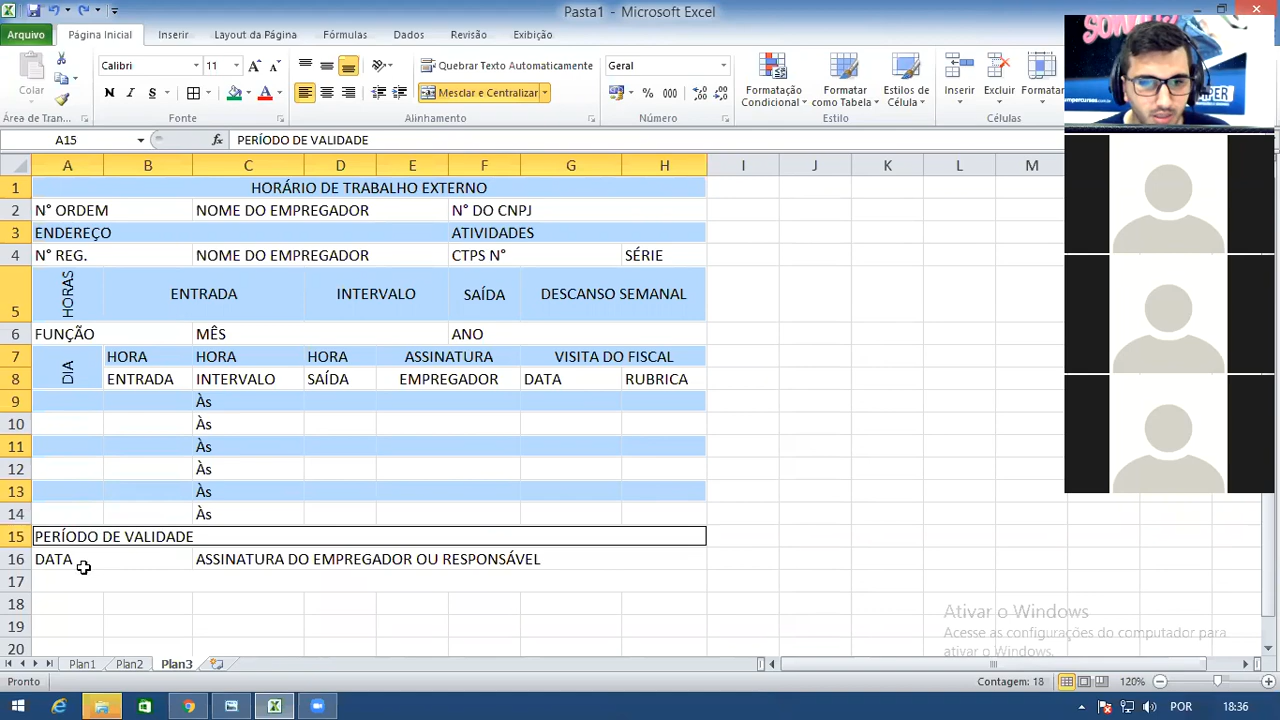 Pasta1 - Microsoft Excel
Arquivo Página Inicial Inserir Layout da Página Fórmulas Dados Revisão Exibição
Colar
Calibri 11
N I S
Quebrar Texto Automaticamente
Mesclar e Centralizar
Geral
% 000
Formatação Condicional
Formatar como Tabela
Estilos de Célula
Inserir Excluir Formatar
Área de Tran... Fonte Alinhamento Número Estilo Células
A15 fx PERÍODO DE VALIDADE
A B C D E F G H I J K L M
1 HORÁRIO DE TRABALHO EXTERNO
2 N° ORDEM NOME DO EMPREGADOR N° DO CNPJ
3 ENDEREÇO ATIVIDADES
4 N° REG. NOME DO EMPREGADOR CTPS N° SÉRIE
5 HORAS ENTRADA INTERVALO SAÍDA DESCANSO SEMANAL
6 FUNÇÃO MÊS ANO
7 DIA HORA HORA HORA ASSINATURA VISITA DO FISCAL
8 ENTRADA INTERVALO SAÍDA EMPREGADOR DATA RUBRICA
9 Às
10 Às
11 Às
12 Às
13 Às
14 Às
15 PERÍODO DE VALIDADE
16 DATA ASSINATURA DO EMPREGADOR OU RESPONSÁVEL
17
18
19
20
Ativar o Windows
Acesse as configurações do computador para
ativar o Windows.
Plan1 Plan2 Plan3
Pronto Contagem: 18 120%
POR 18:36